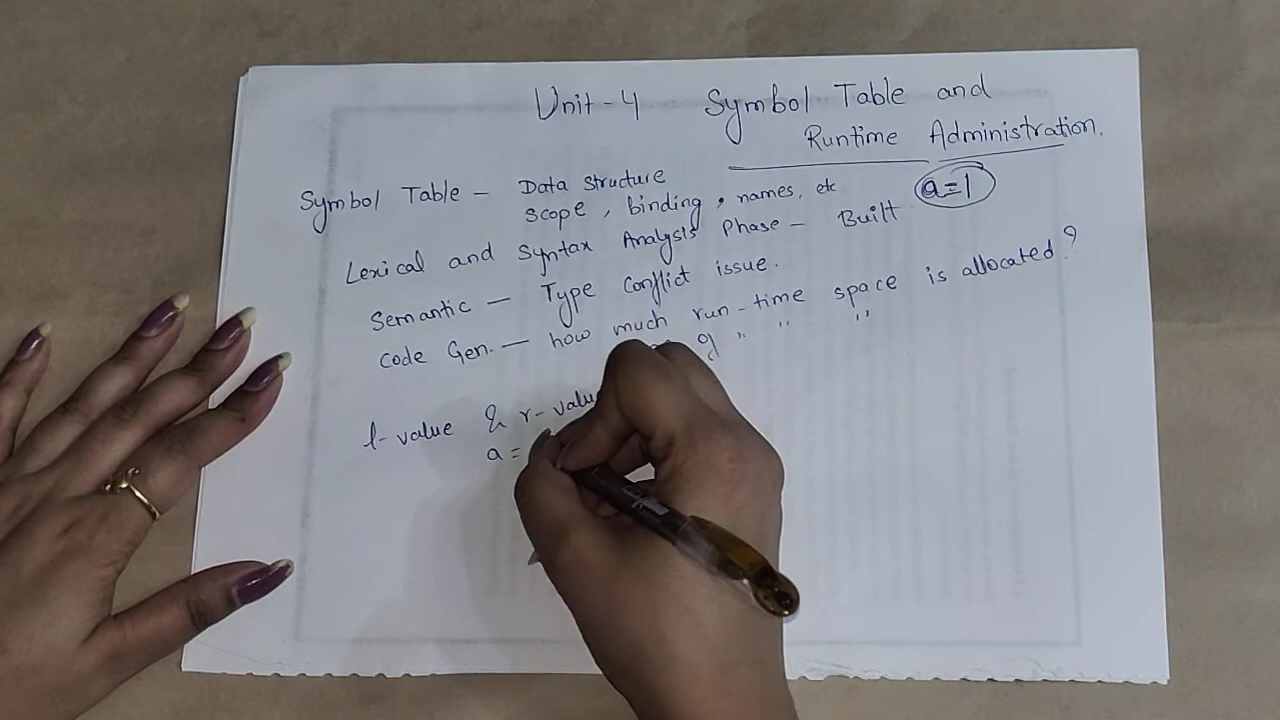 Unit-4 Symbol Table and
Runtime Administration.
Symbol Table - Data Structure
Scope, binding, names, etc
a=1
Lexical and Syntax Analysis Phase - Built
Semantic - Type Conflict issue.
Code Gen. - how much run-time space is allocated?
" " "
l-value & r-value
a =